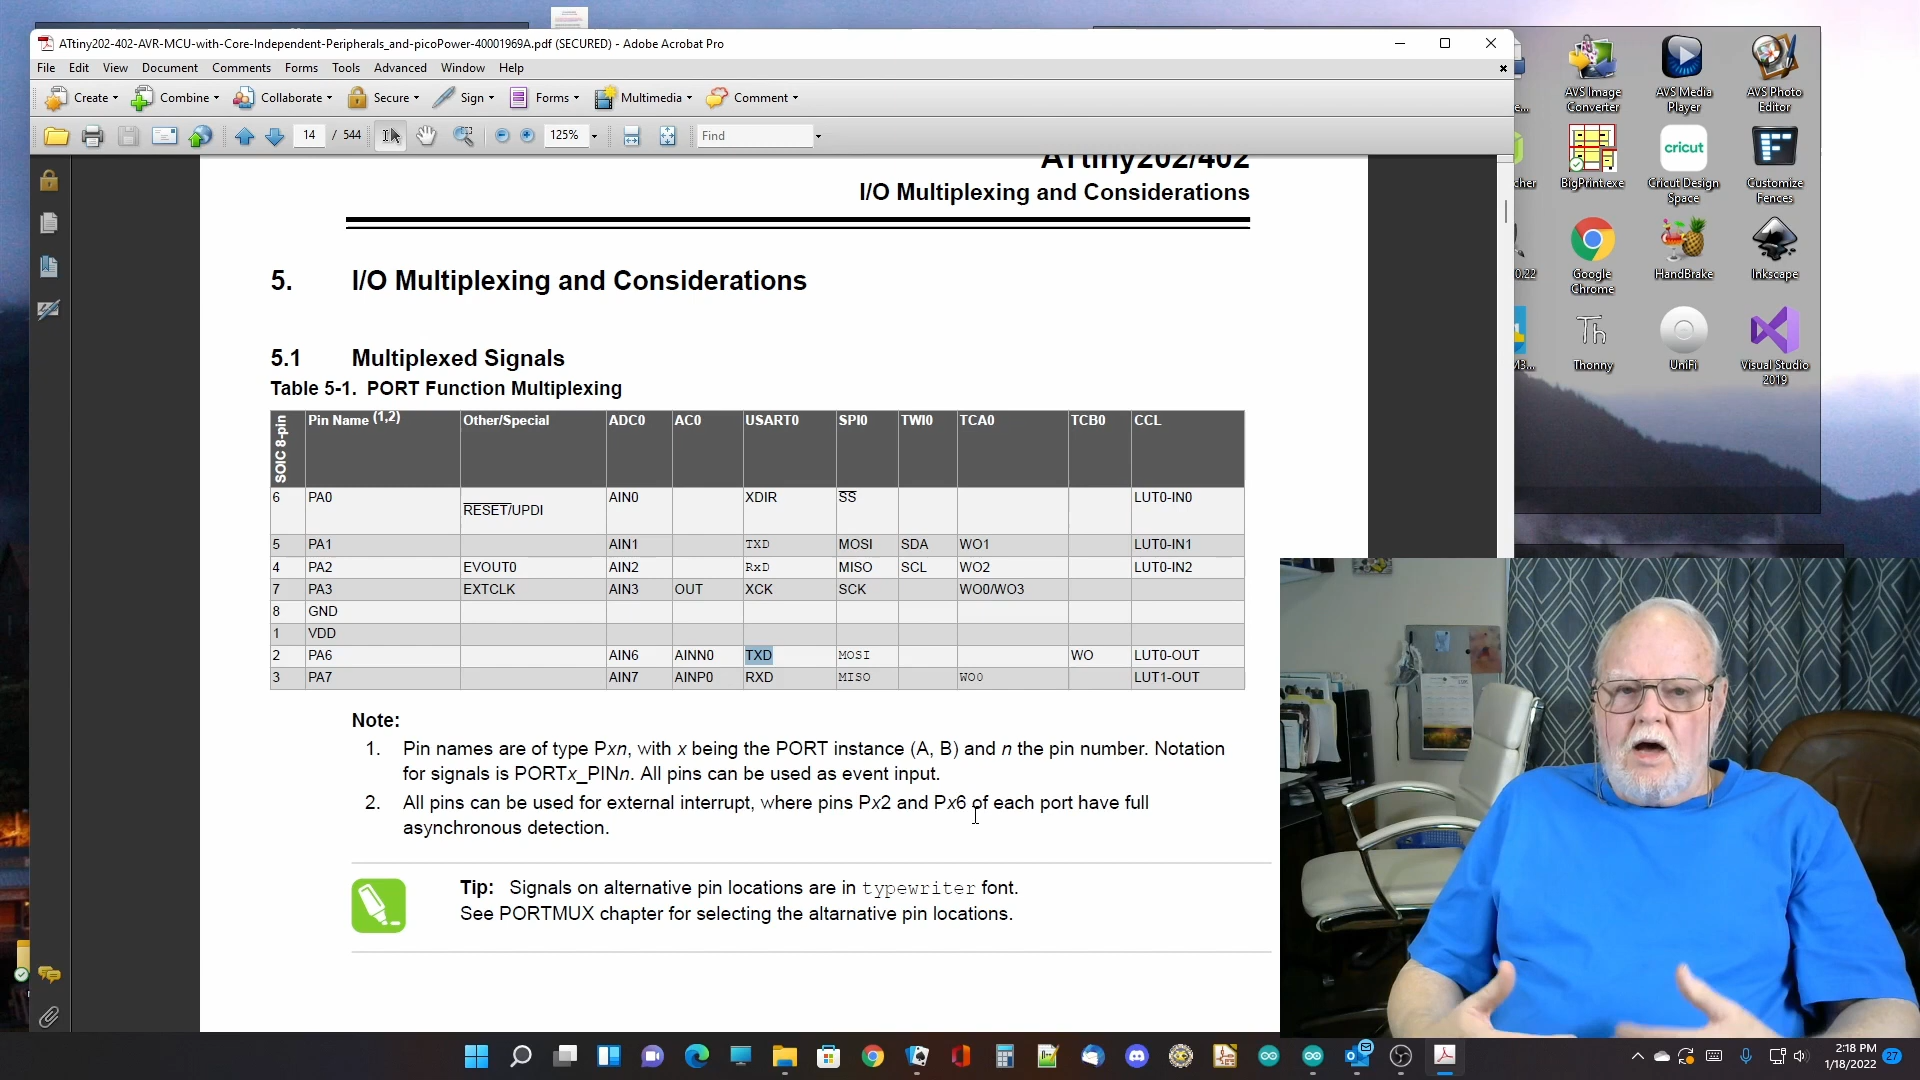 ATtiny202-402-AVR-MCU-with-Core-Independent-Peripherals_and-picoPower-40001969A.pdf (SECURED) - Adobe Acrobat Pro
File Edit View Document Comments Forms Tools Advanced Window Help
Create Combine Collaborate Secure Sign Forms Multimedia Comment
14 / 544 125% Find
ATtiny202/402
I/O Multiplexing and Considerations
5. I/O Multiplexing and Considerations
5.1 Multiplexed Signals
Table 5-1. PORT Function Multiplexing
SOIC 8-pin Pin Name (1,2) Other/Special ADC0 AC0 USART0 SPI0 TWI0 TCA0 TCB0 CCL
6 PA0 RESET/UPDI AIN0 XDIR SS LUT0-IN0
5 PA1 AIN1 TXD MOSI SDA WO1 LUT0-IN1
4 PA2 EVOUT0 AIN2 RxD MISO SCL WO2 LUT0-IN2
7 PA3 EXTCLK AIN3 OUT XCK SCK WO0/WO3
8 GND
1 VDD
2 PA6 AIN6 AINN0 TXD MOSI WO LUT0-OUT
3 PA7 AIN7 AINP0 RXD MISO WO0 LUT1-OUT
Note:
1. Pin names are of type Pxn, with x being the PORT instance (A, B) and n the pin number. Notation
for signals is PORTx_PINn. All pins can be used as event input.
2. All pins can be used for external interrupt, where pins Px2 and Px6 of each port have full
asynchronous detection.
Tip: Signals on alternative pin locations are in typewriter font.
See PORTMUX chapter for selecting the altarnative pin locations.
AVS Image
Converter
AVS Media
Player
AVS Photo
Editor
cricut
cher
BigPrint.exe
Cricut Design
Space
Customize
Fences
0.22
Google
Chrome
HandBrake
Inkscape
Th
M3...
Thonny
UniFi
Visual Studio
2019
2:18 PM
1/18/2022
27